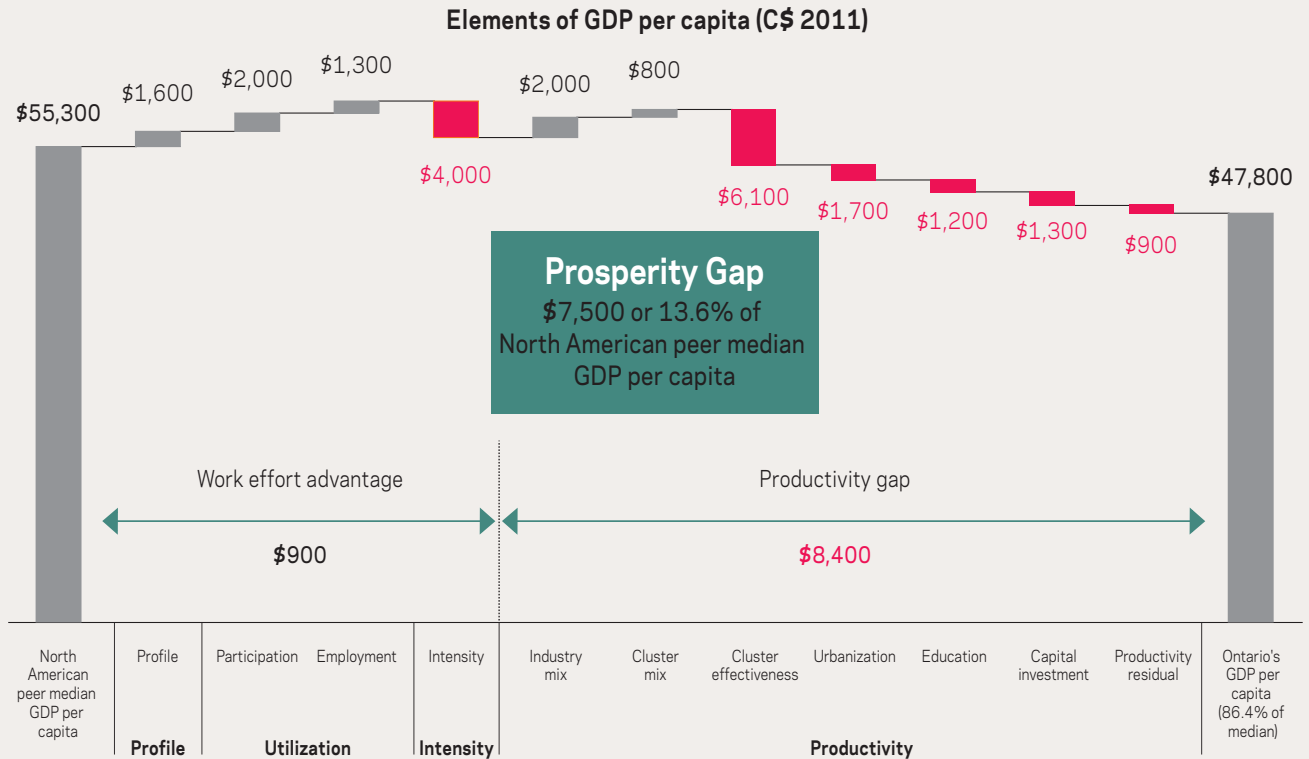 Elements of GDP per capita (C$ 2011)
$55,300
$1,600
$2,000
$1,300
$4,000
$2,000
$800
$6,100
$1,700
$1,200
$1,300
$900
$47,800
Prosperity Gap
$7,500 or 13.6% of
North American peer median
GDP per capita
Work effort advantage
$900
Productivity gap
$8,400
North
American
peer median
GDP per
capita
Profile
Participation
Employment
Intensity
Industry
mix
Cluster
mix
Cluster
effectiveness
Urbanization
Education
Capital
investment
Productivity
residual
Ontario's
GDP per
capita
(86.4% of
median)
Profile
Utilization
Intensity
Productivity